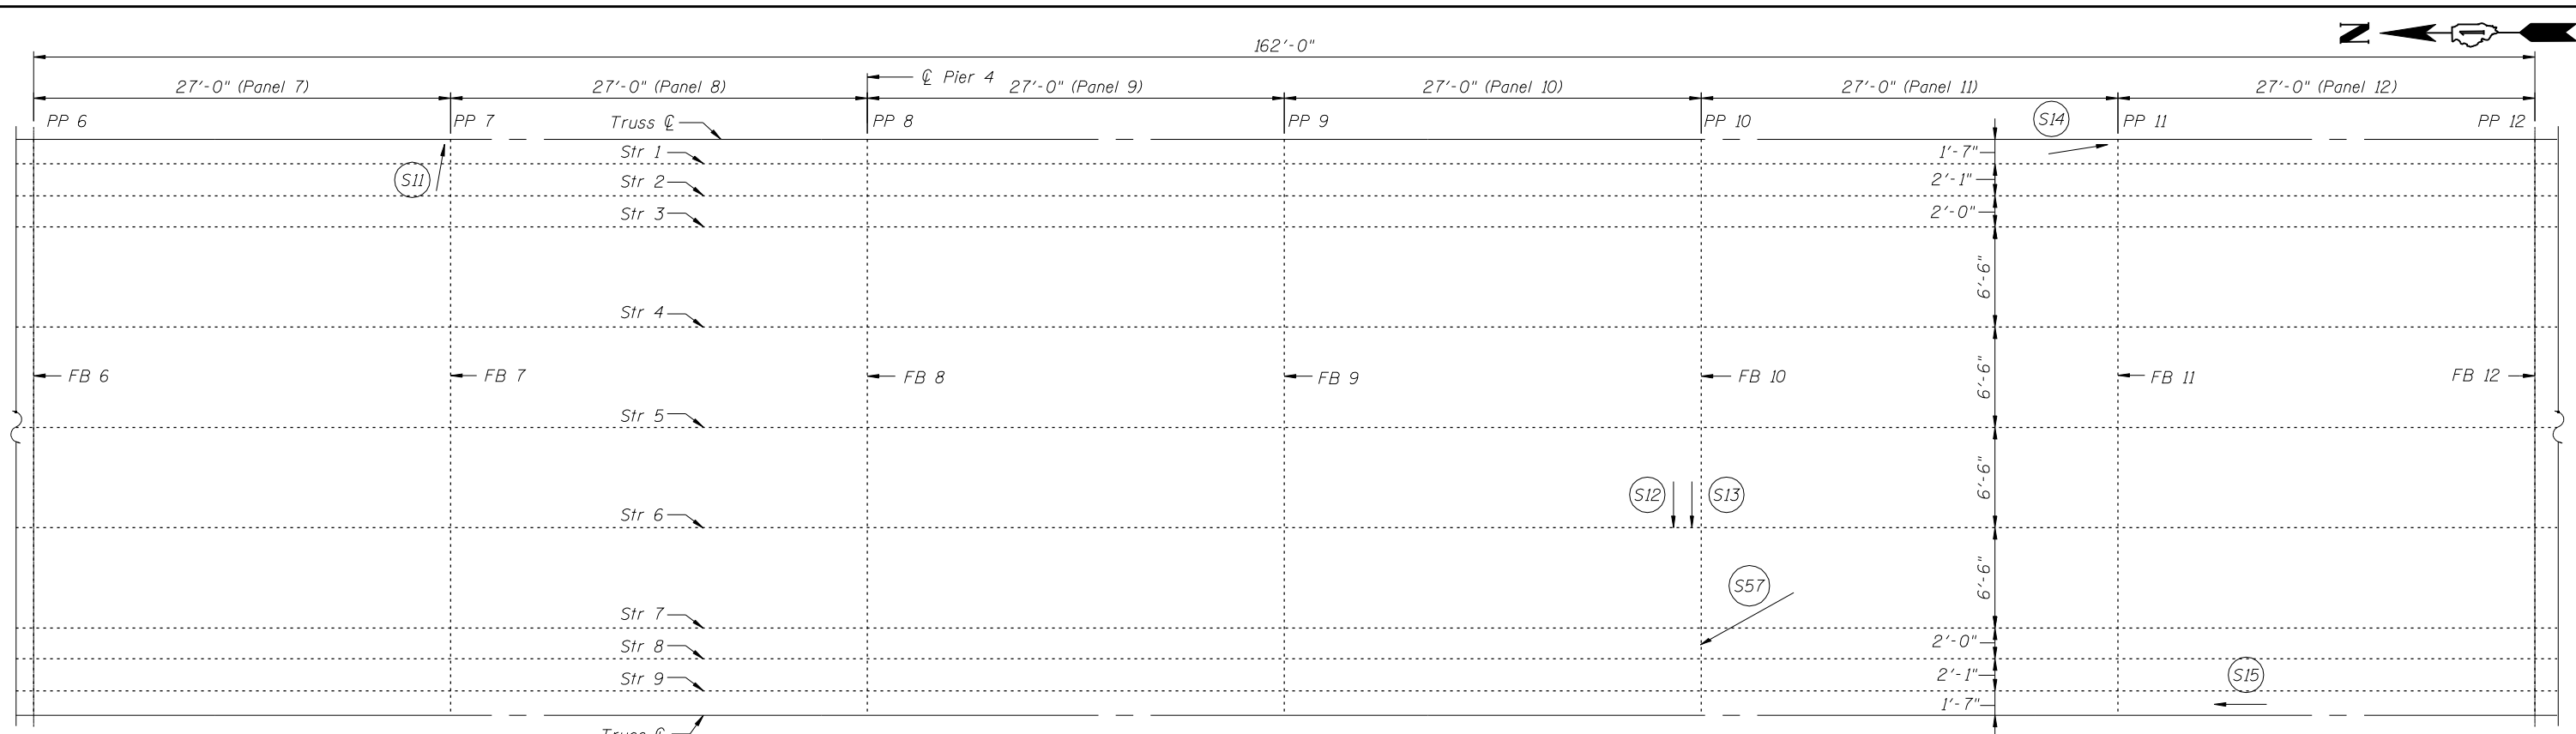 N
162'-0"
27'-0" (Panel 7) 27'-0" (Panel 8) ℄ Pier 4 27'-0" (Panel 9) 27'-0" (Panel 10) 27'-0" (Panel 11) 27'-0" (Panel 12)
PP 6 PP 7 Truss ℄ PP 8 PP 9 PP 10 S14 PP 11 PP 12
Str 1 1'-7"
S11 Str 2 2'-1"
Str 3 2'-0"
6'-6"
Str 4
FB 6 FB 7 FB 8 FB 9 FB 10 6'-6" FB 11 FB 12
Str 5
S12 S13 6'-6"
Str 6
S57 6'-6"
Str 7
Str 8 2'-0"
Str 9 2'-1" S15
1'-7"
Truss ℄